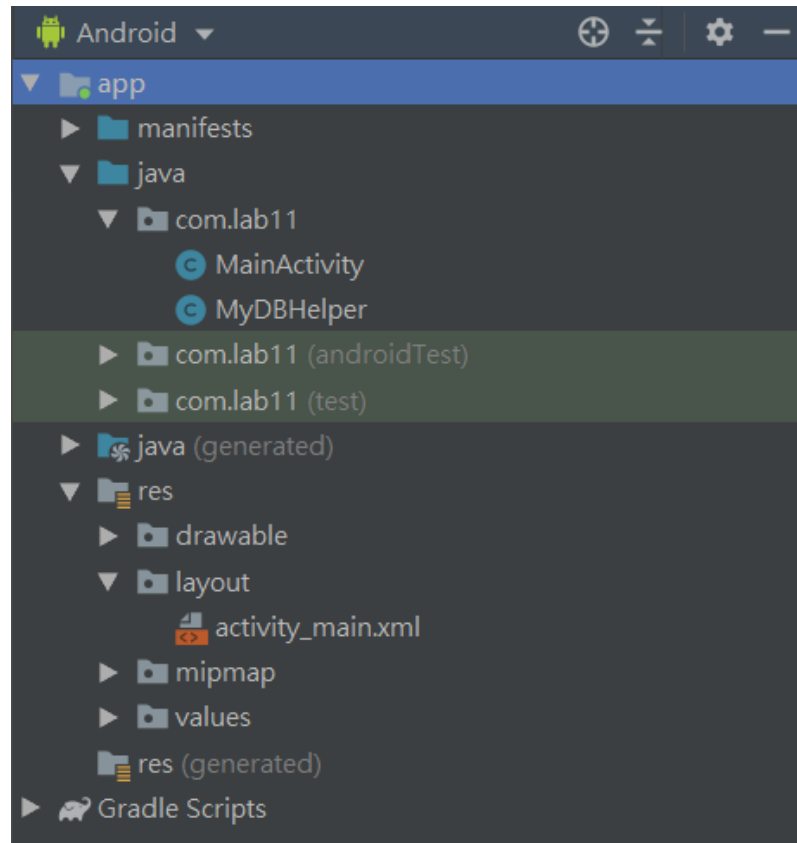 Android
app
manifests
java
com.lab11
MainActivity
MyDBHelper
com.lab11 (androidTest)
com.lab11 (test)
java (generated)
res
drawable
layout
activity_main.xml
mipmap
values
res (generated)
Gradle Scripts